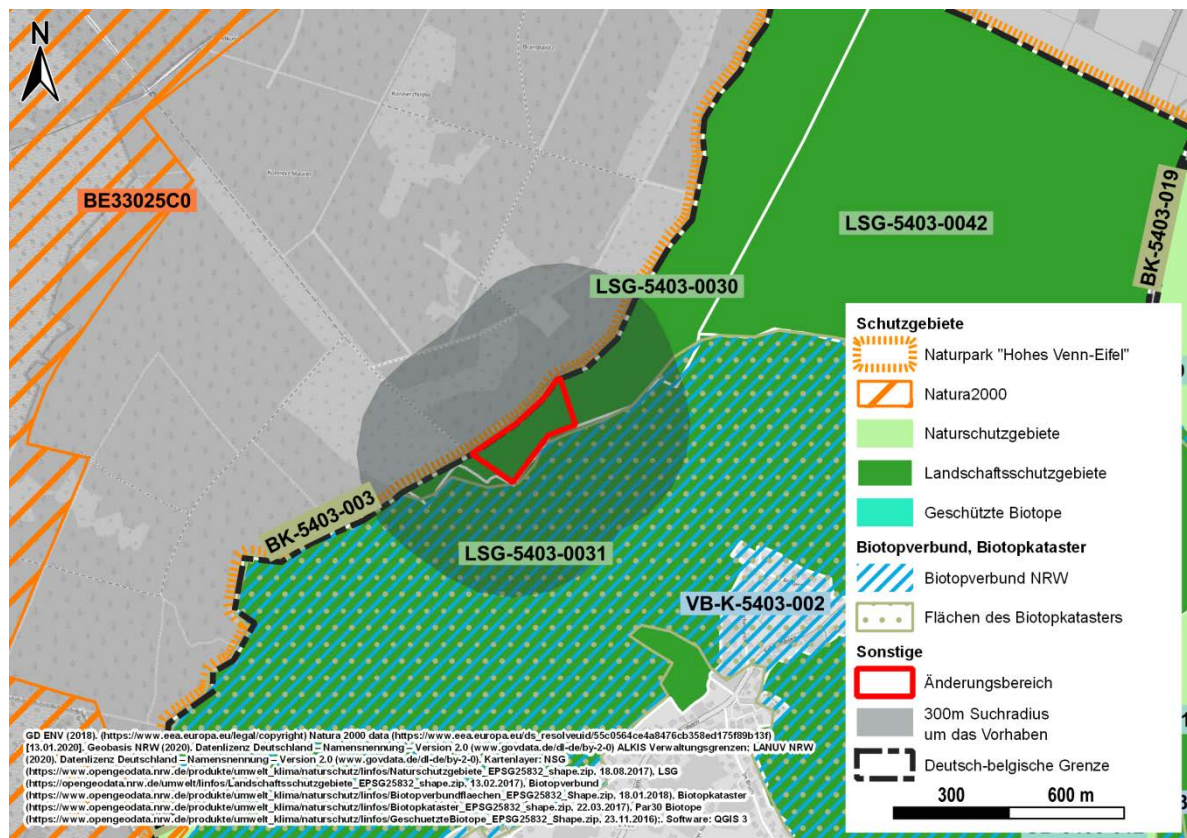 N
BE33025C0
LSG-5403-0042
BK-5403-019
LSG-5403-0030
BK-5403-003
LSG-5403-0031
VB-K-5403-002
Schutzgebiete
Naturpark "Hohes Venn-Eifel"
Natura2000
Naturschutzgebiete
Landschaftsschutzgebiete
Geschützte Biotope
Biotopverbund, Biotopkataster
Biotopverbund NRW
Flächen des Biotopkatasters
Sonstige
Änderungsbereich
300m Suchradius
um das Vorhaben
Deutsch-belgische Grenze
300 600 m
GD ENV (2018). (https://www.eea.europa.eu/legal/copyright) Natura 2000 data (https://www.eea.europa.eu/ds_resolveuid/55c0564ce4a8476cb358ed175f89b13f)
[13.01.2020]. Geobasis NRW (2020). Datenlizenz Deutschland – Namensnennung – Version 2.0 (www.govdata.de/dl-de/by-2-0) ALKIS Verwaltungsgrenzen; LANUV NRW
(2020). Datenlizenz Deutschland – Namensnennung – Version 2.0 (www.govdata.de/dl-de/by-2-0). Kartenlayer: NSG
(https://www.opengeodata.nrw.de/produkte/umwelt_klima/naturschutz/linfos/Naturschutzgebiete_EPSG25832_shape.zip, 18.08.2017), LSG
(https://www.opengeodata.nrw.de/umwelt/linfos/Landschaftsschutzgebiete_EPSG25832_shape.zip, 13.02.2017), Biotopverbund
(https://www.opengeodata.nrw.de/produkte/umwelt_klima/naturschutz/linfos/Biotopverbundflaechen_EPSG25832_Shape.zip, 18.01.2018), Biotopkataster
(https://www.opengeodata.nrw.de/produkte/umwelt_klima/naturschutz/linfos/Biotopkataster_EPSG25832_shape.zip, 22.03.2017), Par30 Biotope
(https://www.opengeodata.nrw.de/produkte/umwelt_klima/naturschutz/linfos/GeschuetzteBiotope_EPSG25832_Shape.zip, 23.11.2016);. Software: QGIS 3